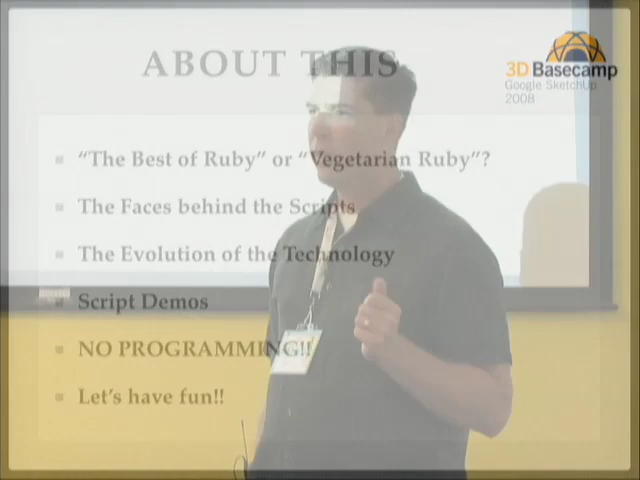 ABOUT THIS
3D Basecamp
Google SketchUp
2008
"The Best of Ruby" or "Vegetarian Ruby"?
The Faces behind the Scripts
The Evolution of the Technology
Script Demos
NO PROGRAMMING!!
Let's have fun!!